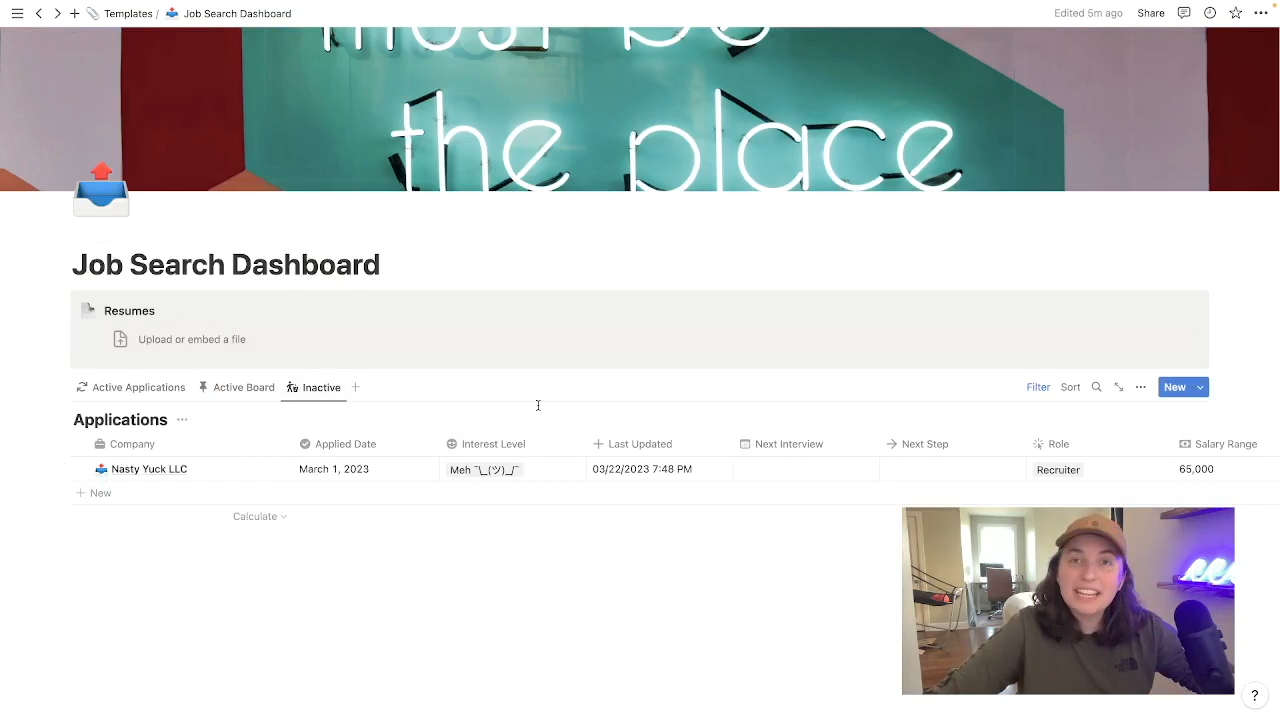 Templates / Job Search Dashboard
Edited 5m ago Share
must be
the place
Job Search Dashboard
Resumes
Upload or embed a file
Active Applications Active Board Inactive
Filter Sort New
Applications
Company Applied Date Interest Level Last Updated Next Interview Next Step Role Salary Range
Nasty Yuck LLC March 1, 2023 Meh ¯\_(ツ)_/¯ 03/22/2023 7:48 PM Recruiter 65,000
+ New
Calculate
?